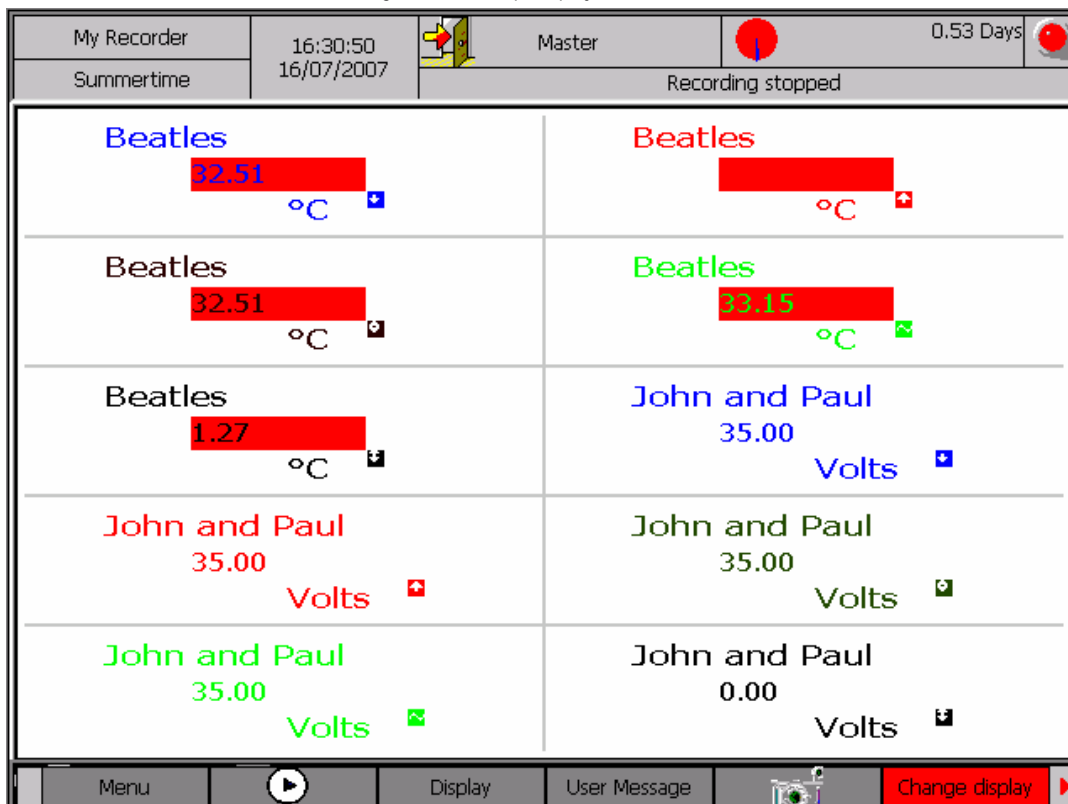 My Recorder
Summertime
16:30:50
16/07/2007
Master
0.53 Days
Recording stopped
Beatles
32.51
°C
Beatles
°C
Beatles
32.51
°C
Beatles
33.15
°C
Beatles
1.27
°C
John and Paul
35.00
Volts
John and Paul
35.00
Volts
John and Paul
35.00
Volts
John and Paul
35.00
Volts
John and Paul
0.00
Volts
Menu
Display
User Message
Change display